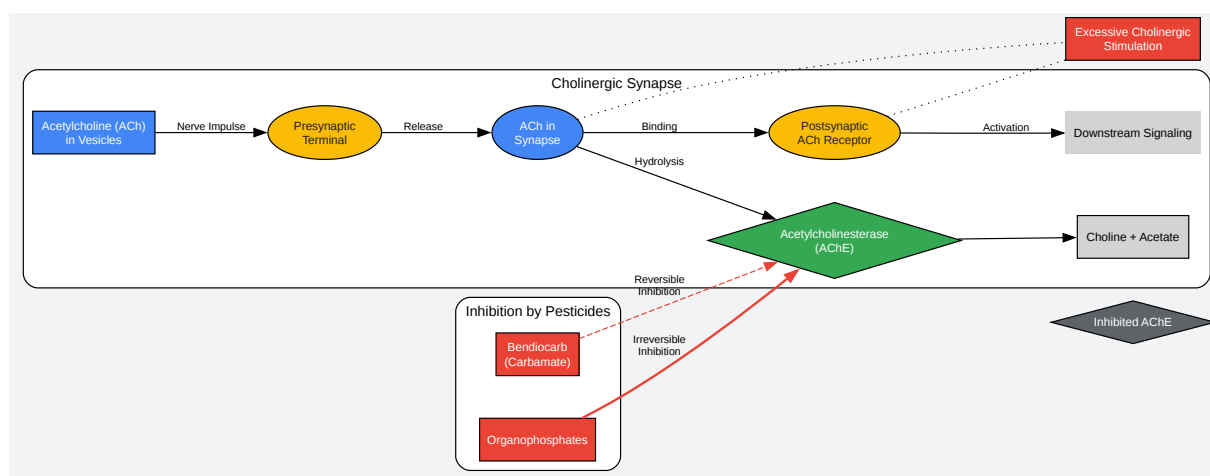 Excessive Cholinergic
Stimulation
Cholinergic Synapse
Acetylcholine (ACh)
in Vesicles
Nerve Impulse
Presynaptic
Terminal
Release
ACh in
Synapse
Binding
Postsynaptic
ACh Receptor
Activation
Downstream Signaling
Hydrolysis
Acetylcholinesterase
(AChE)
Choline + Acetate
Reversible
Inhibition
Inhibition by Pesticides
Inhibited AChE
Bendiocarb
(Carbamate)
Irreversible
Inhibition
Organophosphates